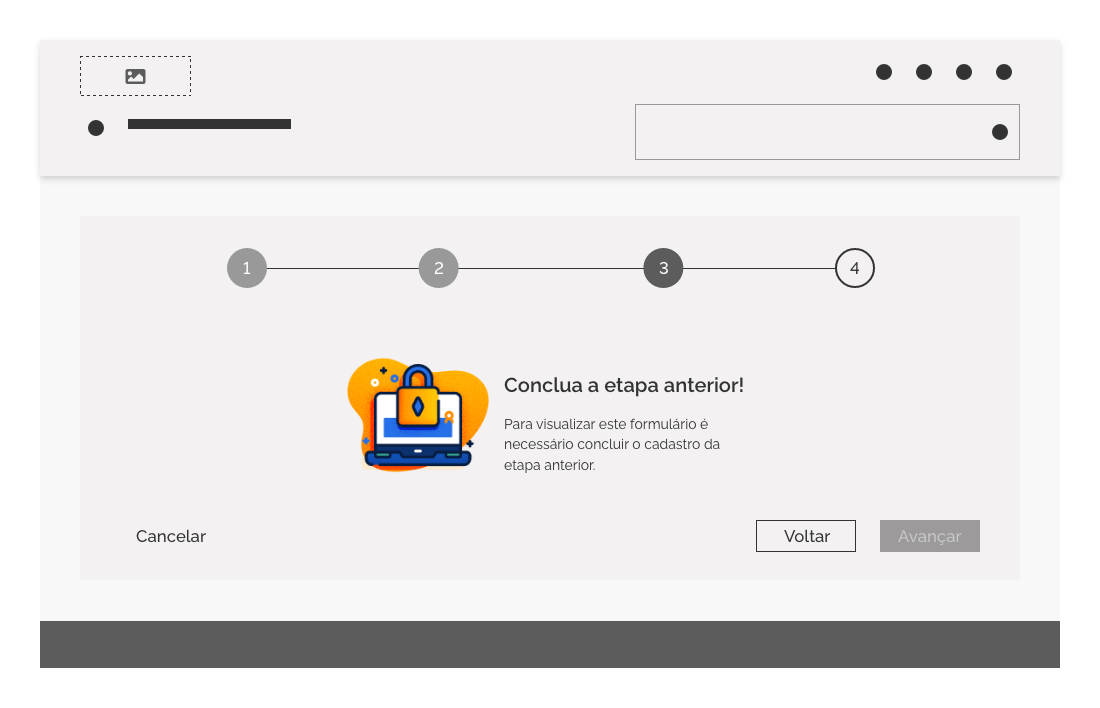 1 2 3 4
Conclua a etapa anterior!
Para visualizar este formulário é
necessário concluir o cadastro da
etapa anterior.
Cancelar Voltar Avançar